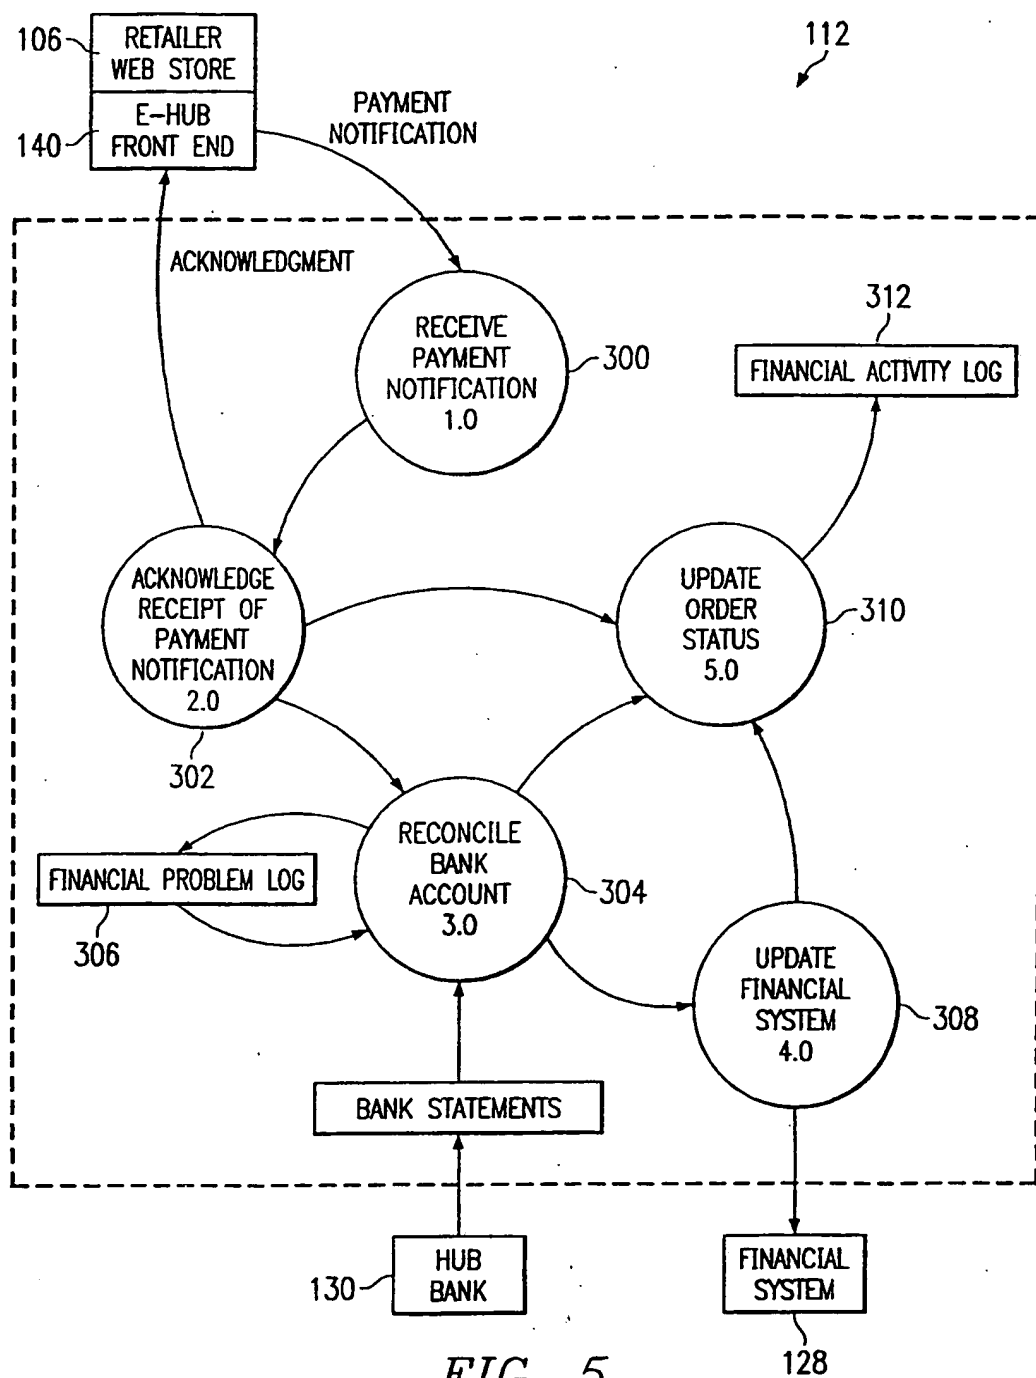 106
RETAILER
WEB STORE
140
E-HUB
FRONT END
112
PAYMENT
NOTIFICATION
ACKNOWLEDGMENT
RECEIVE
PAYMENT
NOTIFICATION
1.0
300
312
FINANCIAL ACTIVITY LOG
ACKNOWLEDGE
RECEIPT OF
PAYMENT
NOTIFICATION
2.0
302
UPDATE
ORDER
STATUS
5.0
310
RECONCILE
BANK
ACCOUNT
3.0
304
FINANCIAL PROBLEM LOG
306
UPDATE
FINANCIAL
SYSTEM
4.0
308
BANK STATEMENTS
130
HUB
BANK
FINANCIAL
SYSTEM
128
FIG. 5